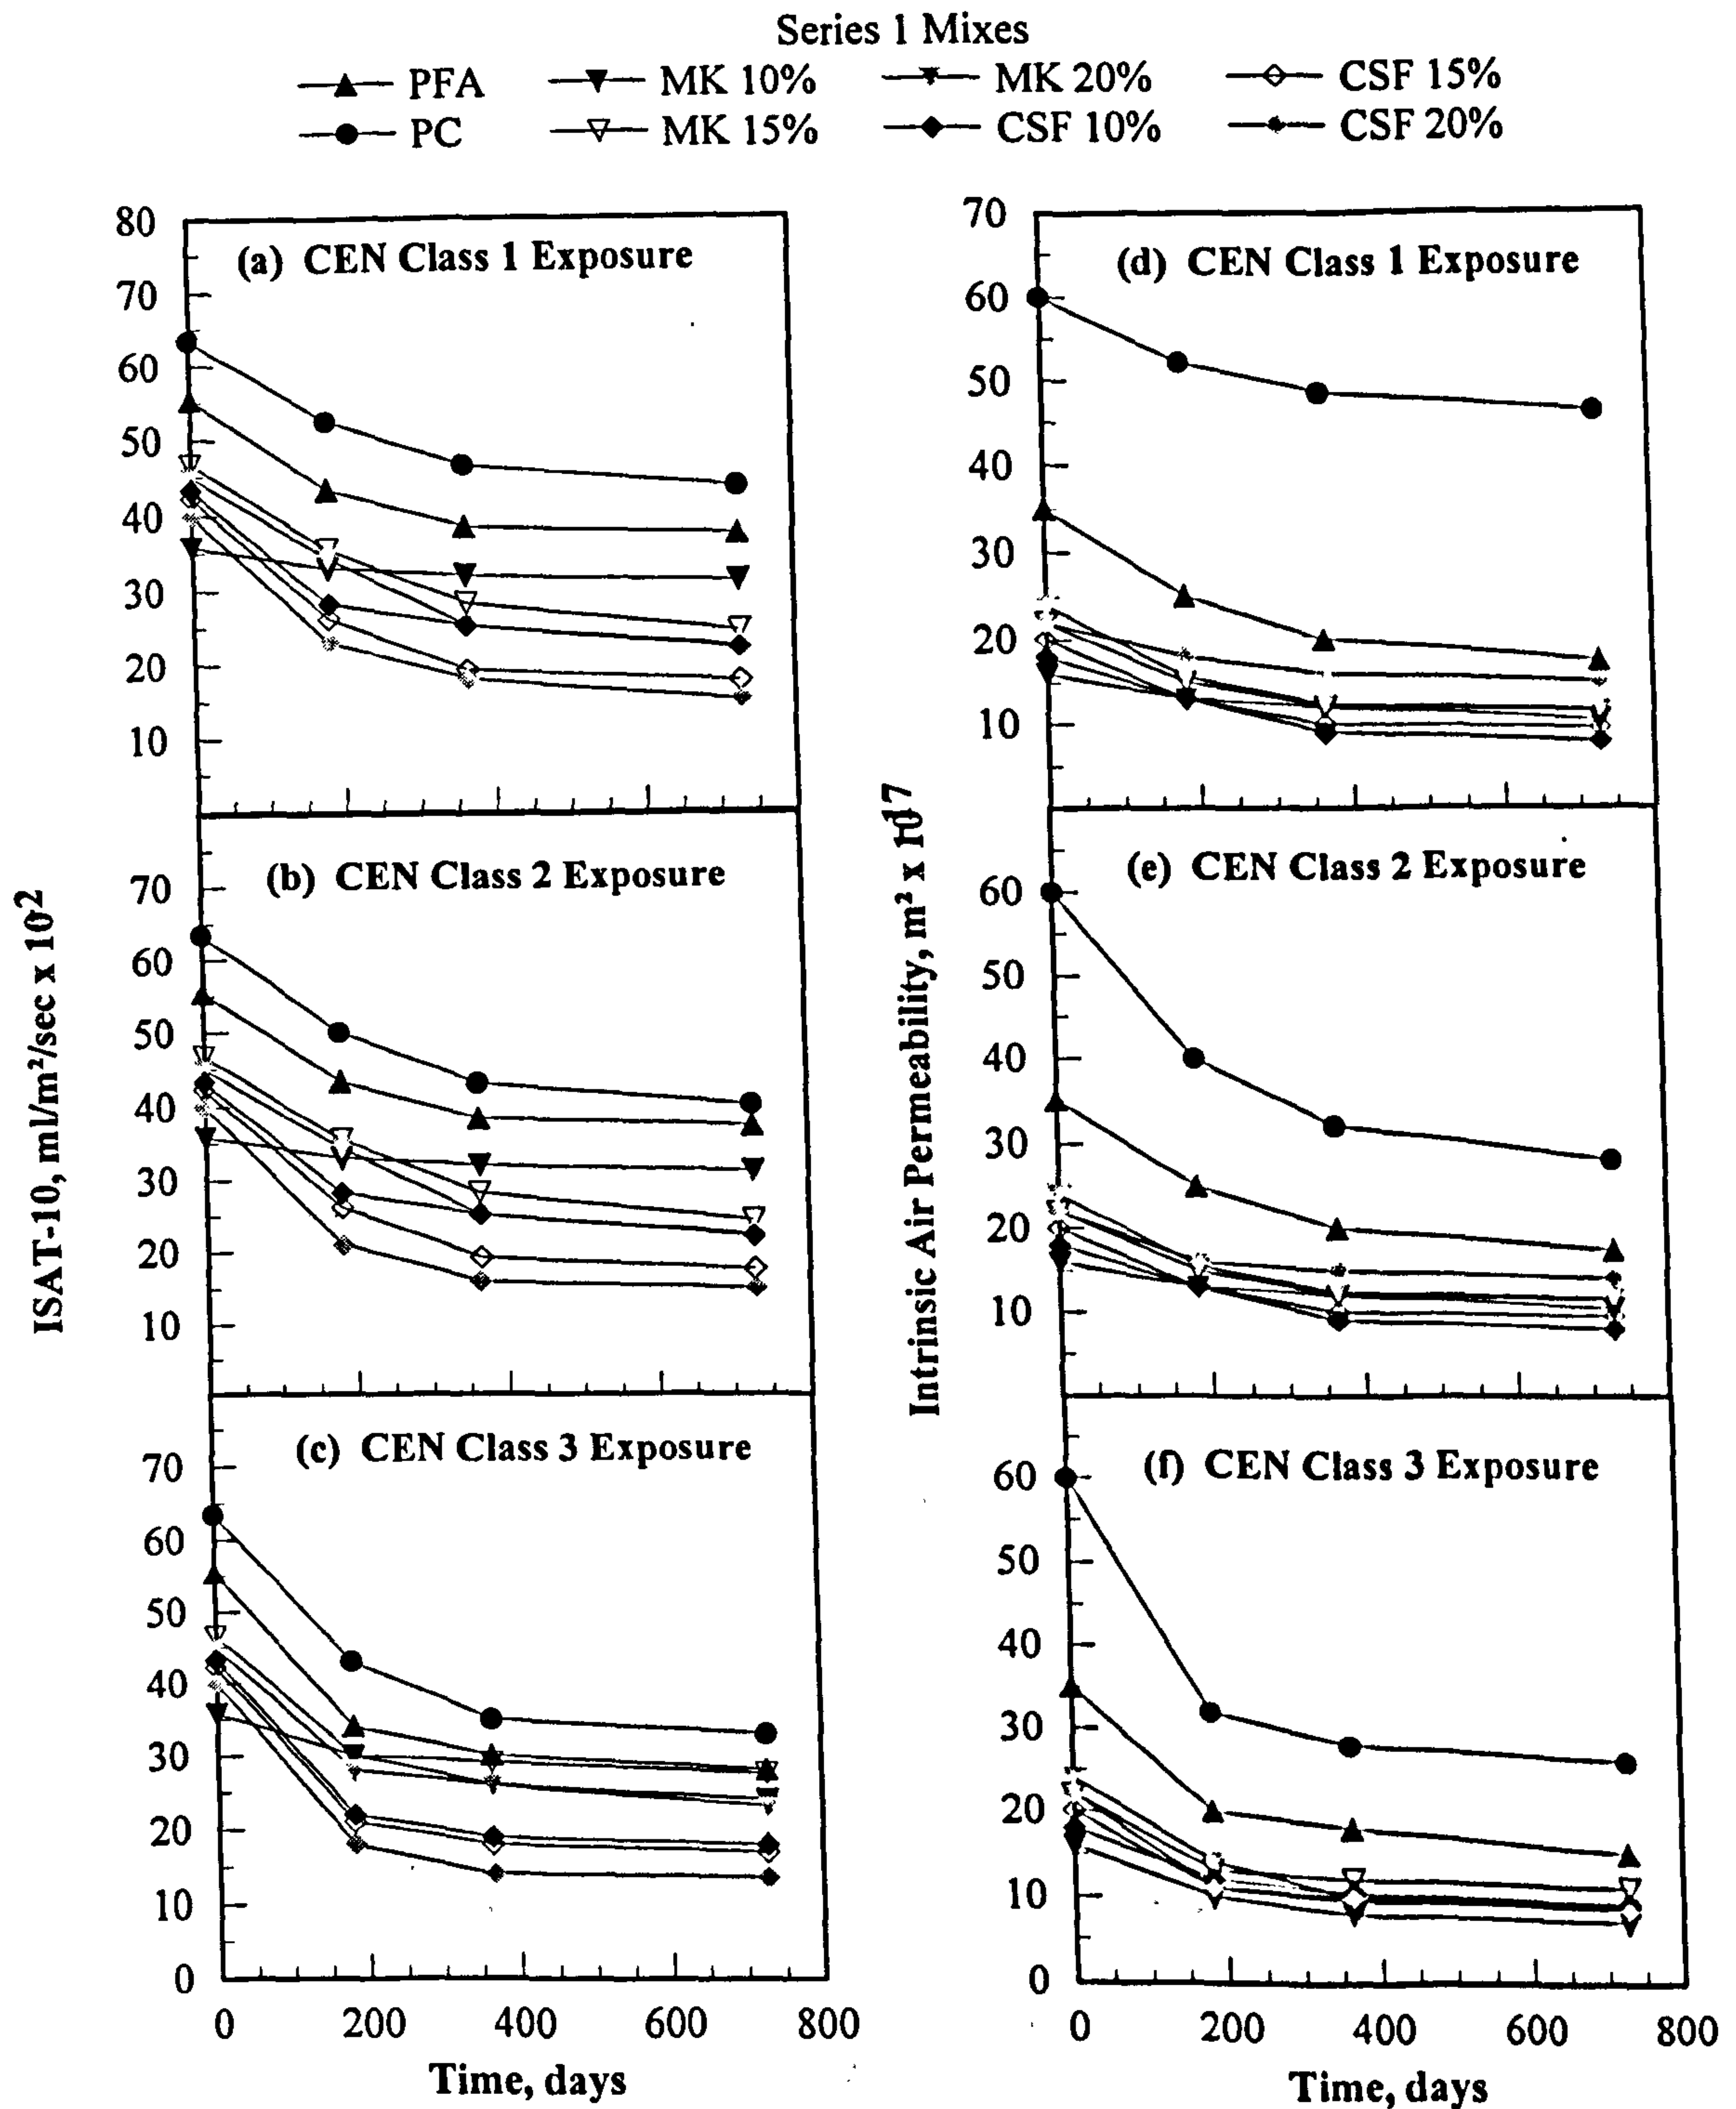 Series 1 Mixes
PFA MK 10% MK 20% CSF 15%
PC MK 15% CSF 10% CSF 20%
ISAT-10, ml/m²/sec x 10-2
80
70
60
50
40
30
20
10
(a) CEN Class 1 Exposure
70
60
50
40
30
20
10
(b) CEN Class 2 Exposure
70
60
50
40
30
20
10
0
(c) CEN Class 3 Exposure
0 200 400 600 800
Time, days
Intrinsic Air Permeability, m² x 10-17
70
60
50
40
30
20
10
(d) CEN Class 1 Exposure
60
50
40
30
20
10
(e) CEN Class 2 Exposure
60
50
40
30
20
10
0
(f) CEN Class 3 Exposure
0 200 400 600 800
Time, days